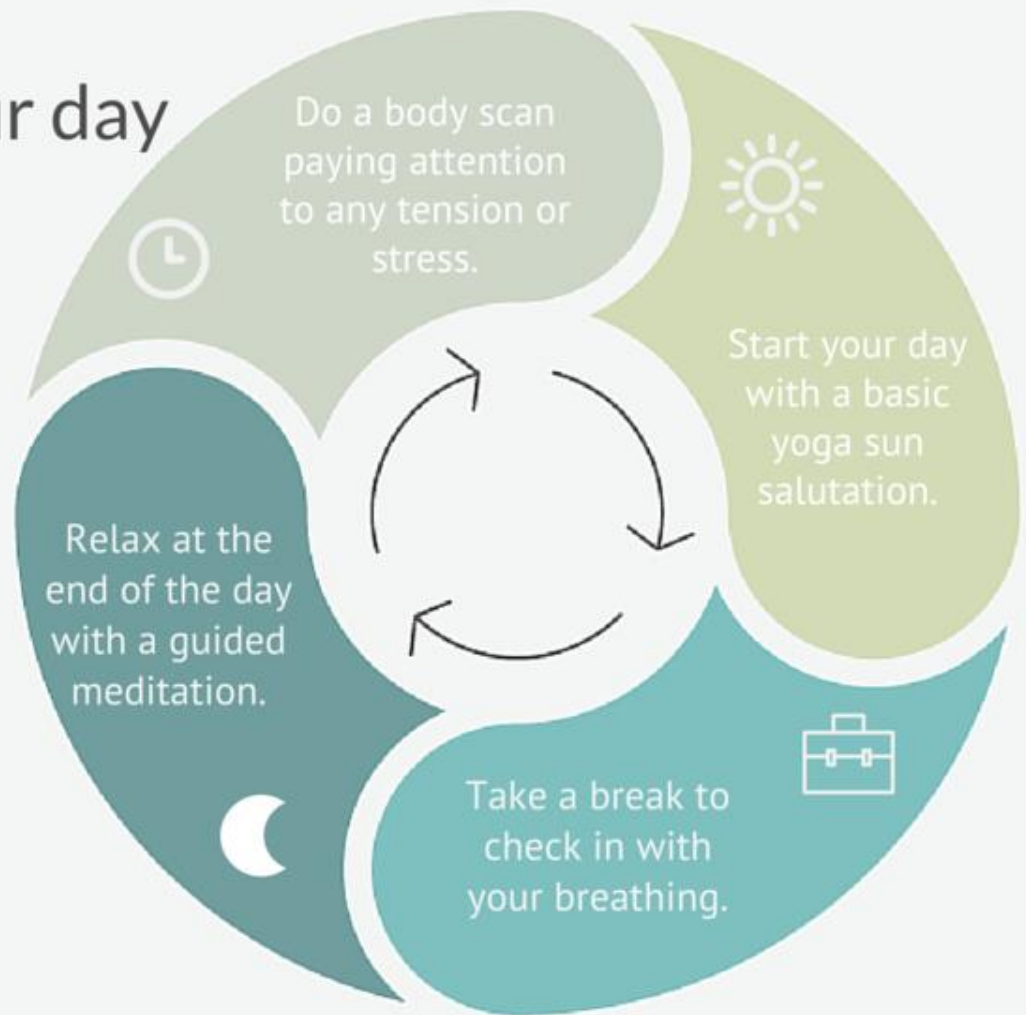 day
Do a body scan
paying attention
to any tension or
stress.
Start your day
with a basic
yoga sun
salutation.
Take a break to
check in with
your breathing.
Relax at the
end of the day
with a guided
meditation.